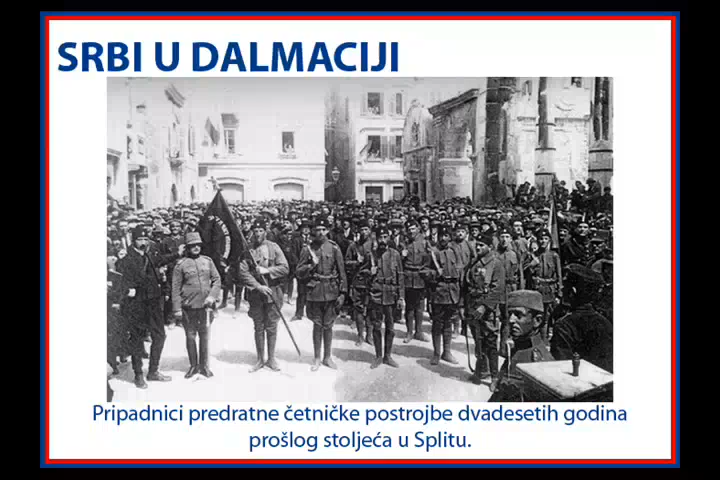 SRBI U DALMACIJI
Pripadnici predratne četničke postrojbe dvadesetih godina
prošlog stoljeća u Splitu.